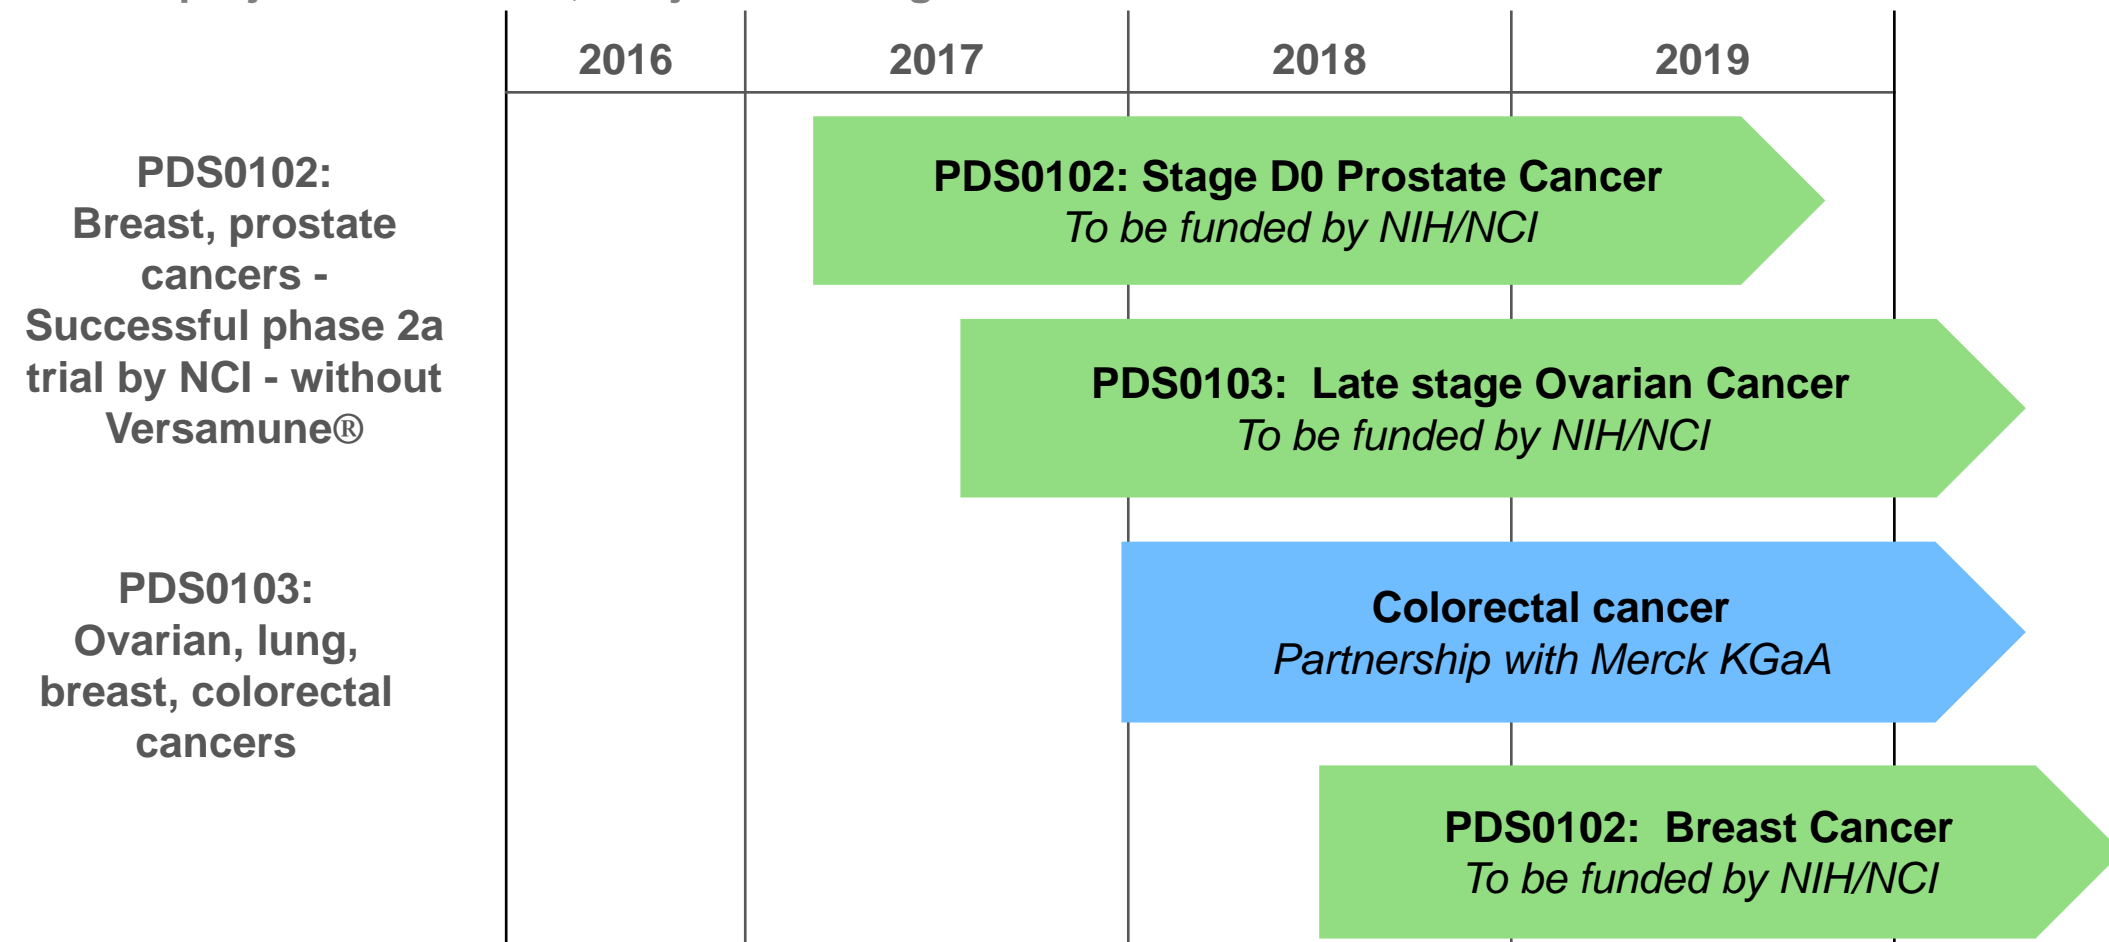 2016 2017 2018 2019
PDS0102:
Breast, prostate
cancers -
Successful phase 2a
trial by NCI - without
Versamune®
PDS0103:
Ovarian, lung,
breast, colorectal
cancers
PDS0102: Stage D0 Prostate Cancer
To be funded by NIH/NCI
PDS0103: Late stage Ovarian Cancer
To be funded by NIH/NCI
Colorectal cancer
Partnership with Merck KGaA
PDS0102: Breast Cancer
To be funded by NIH/NCI